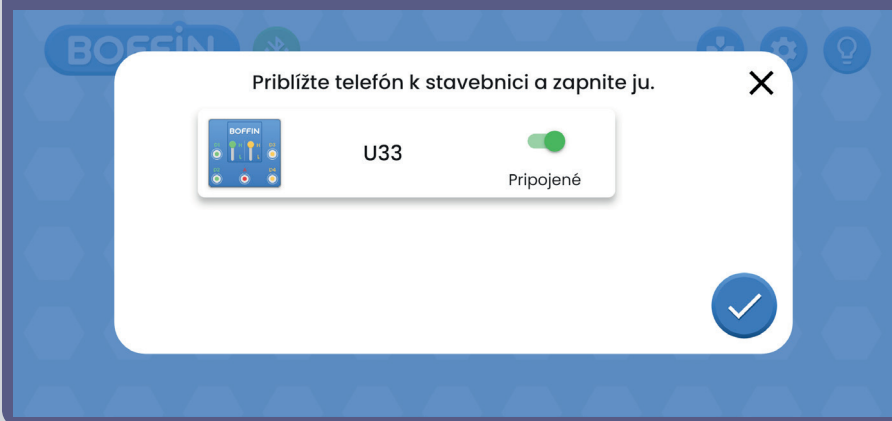 BOFFIN
Priblížte telefón k stavebnici a zapnite ju.
BOFFIN
U33
Pripojené